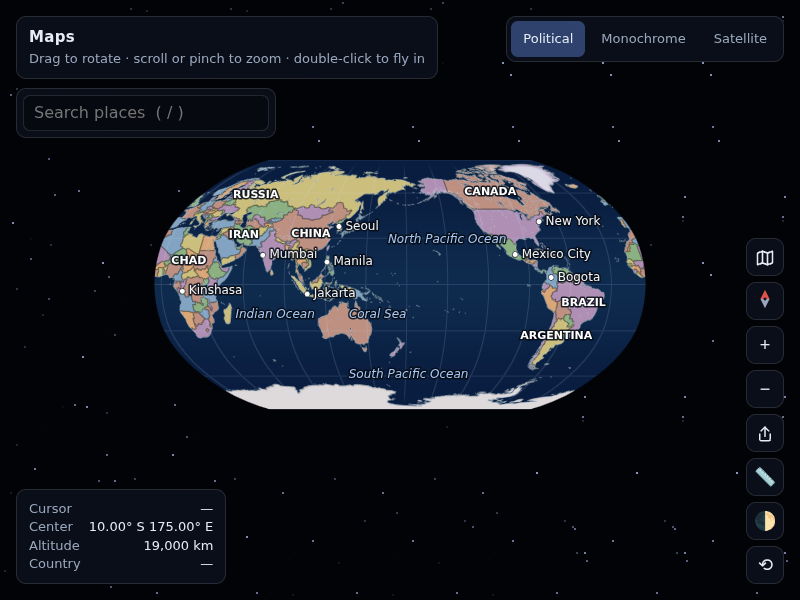 Maps
Drag to rotate · scroll or pinch to zoom · double-click to fly in
Political Monochrome Satellite
Search places ( / )
RUSSIA
CANADA
New York
Seoul
IRAN
CHINA
North Pacific Ocean
Mumbai
Mexico City
CHAD
Manila
Bogota
Kinshasa
Jakarta
BRAZIL
Indian Ocean
Coral Sea
ARGENTINA
South Pacific Ocean
+
−
Cursor —
Center 10.00° S 175.00° E
Altitude 19,000 km
Country —